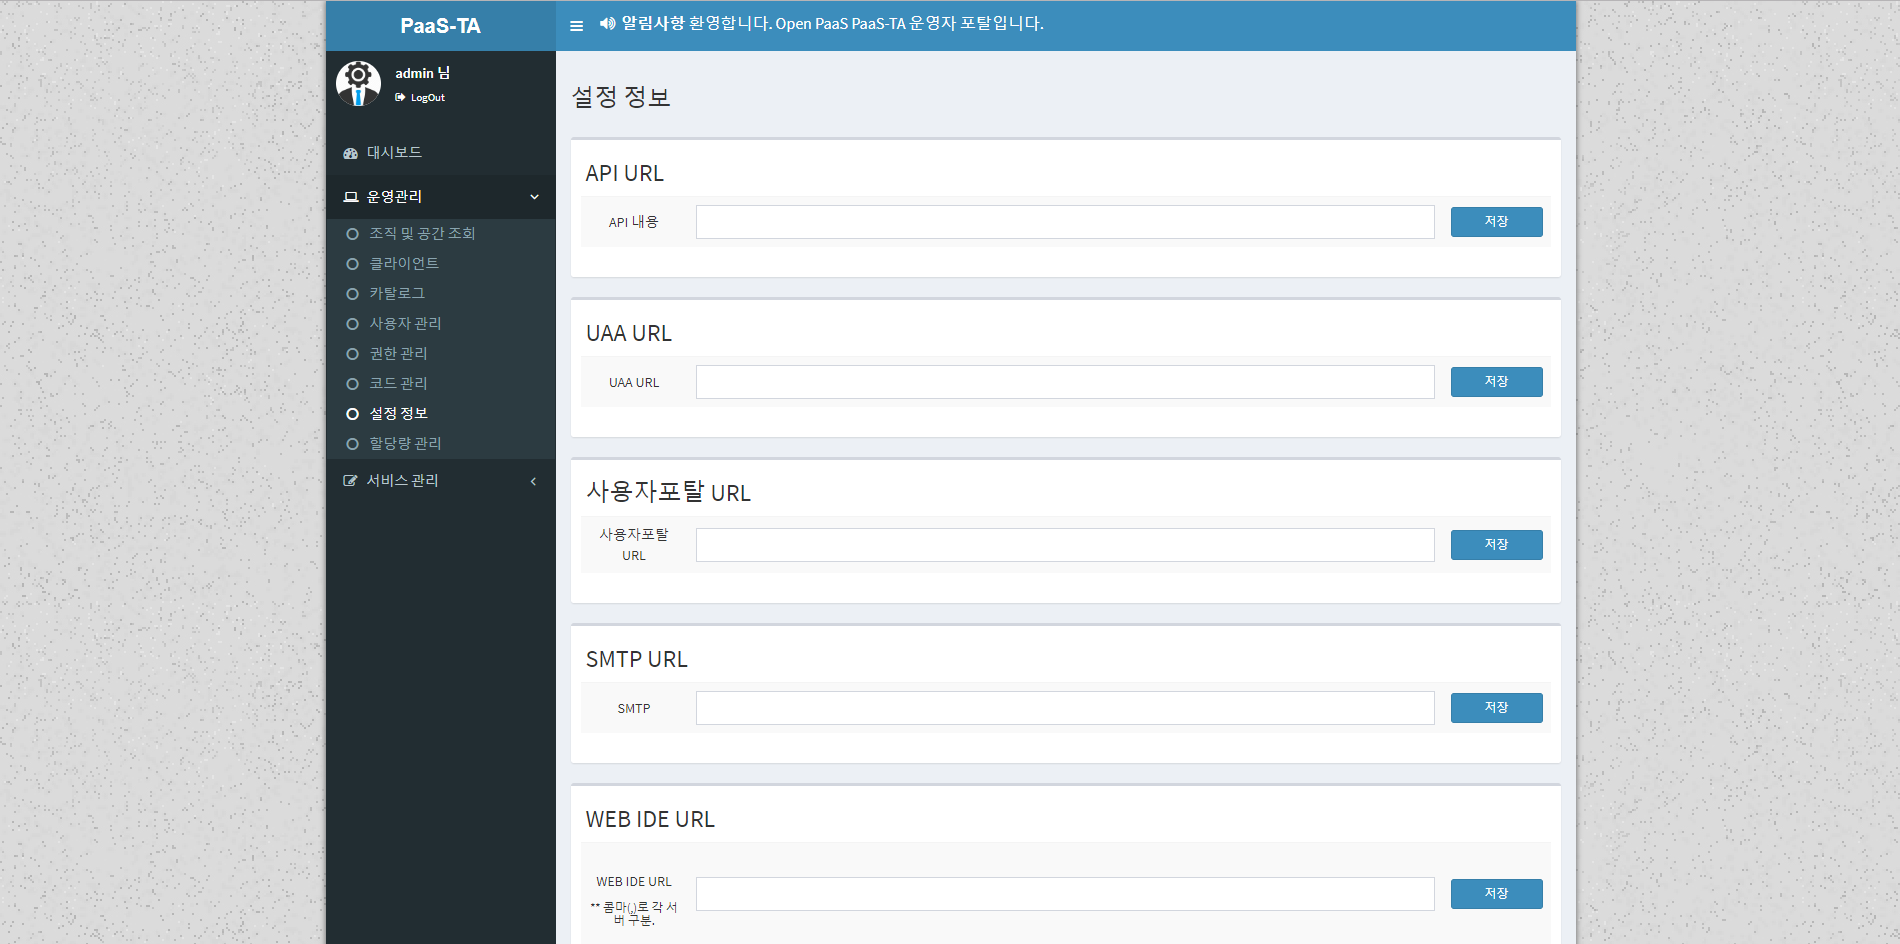 PaaS-TA
알림사항 환영합니다. Open PaaS PaaS-TA 운영자 포탈입니다.
admin 님
LogOut
대시보드
운영관리
조직 및 공간 조회
클라이언트
카탈로그
사용자 관리
권한 관리
코드 관리
설정 정보
할당량 관리
서비스 관리
설정 정보
API URL
API 내용
저장
UAA URL
UAA URL
저장
사용자포탈 URL
사용자포탈
URL
저장
SMTP URL
SMTP
저장
WEB IDE URL
WEB IDE URL
** 콤마(,)로 각 서
버 구분.
저장